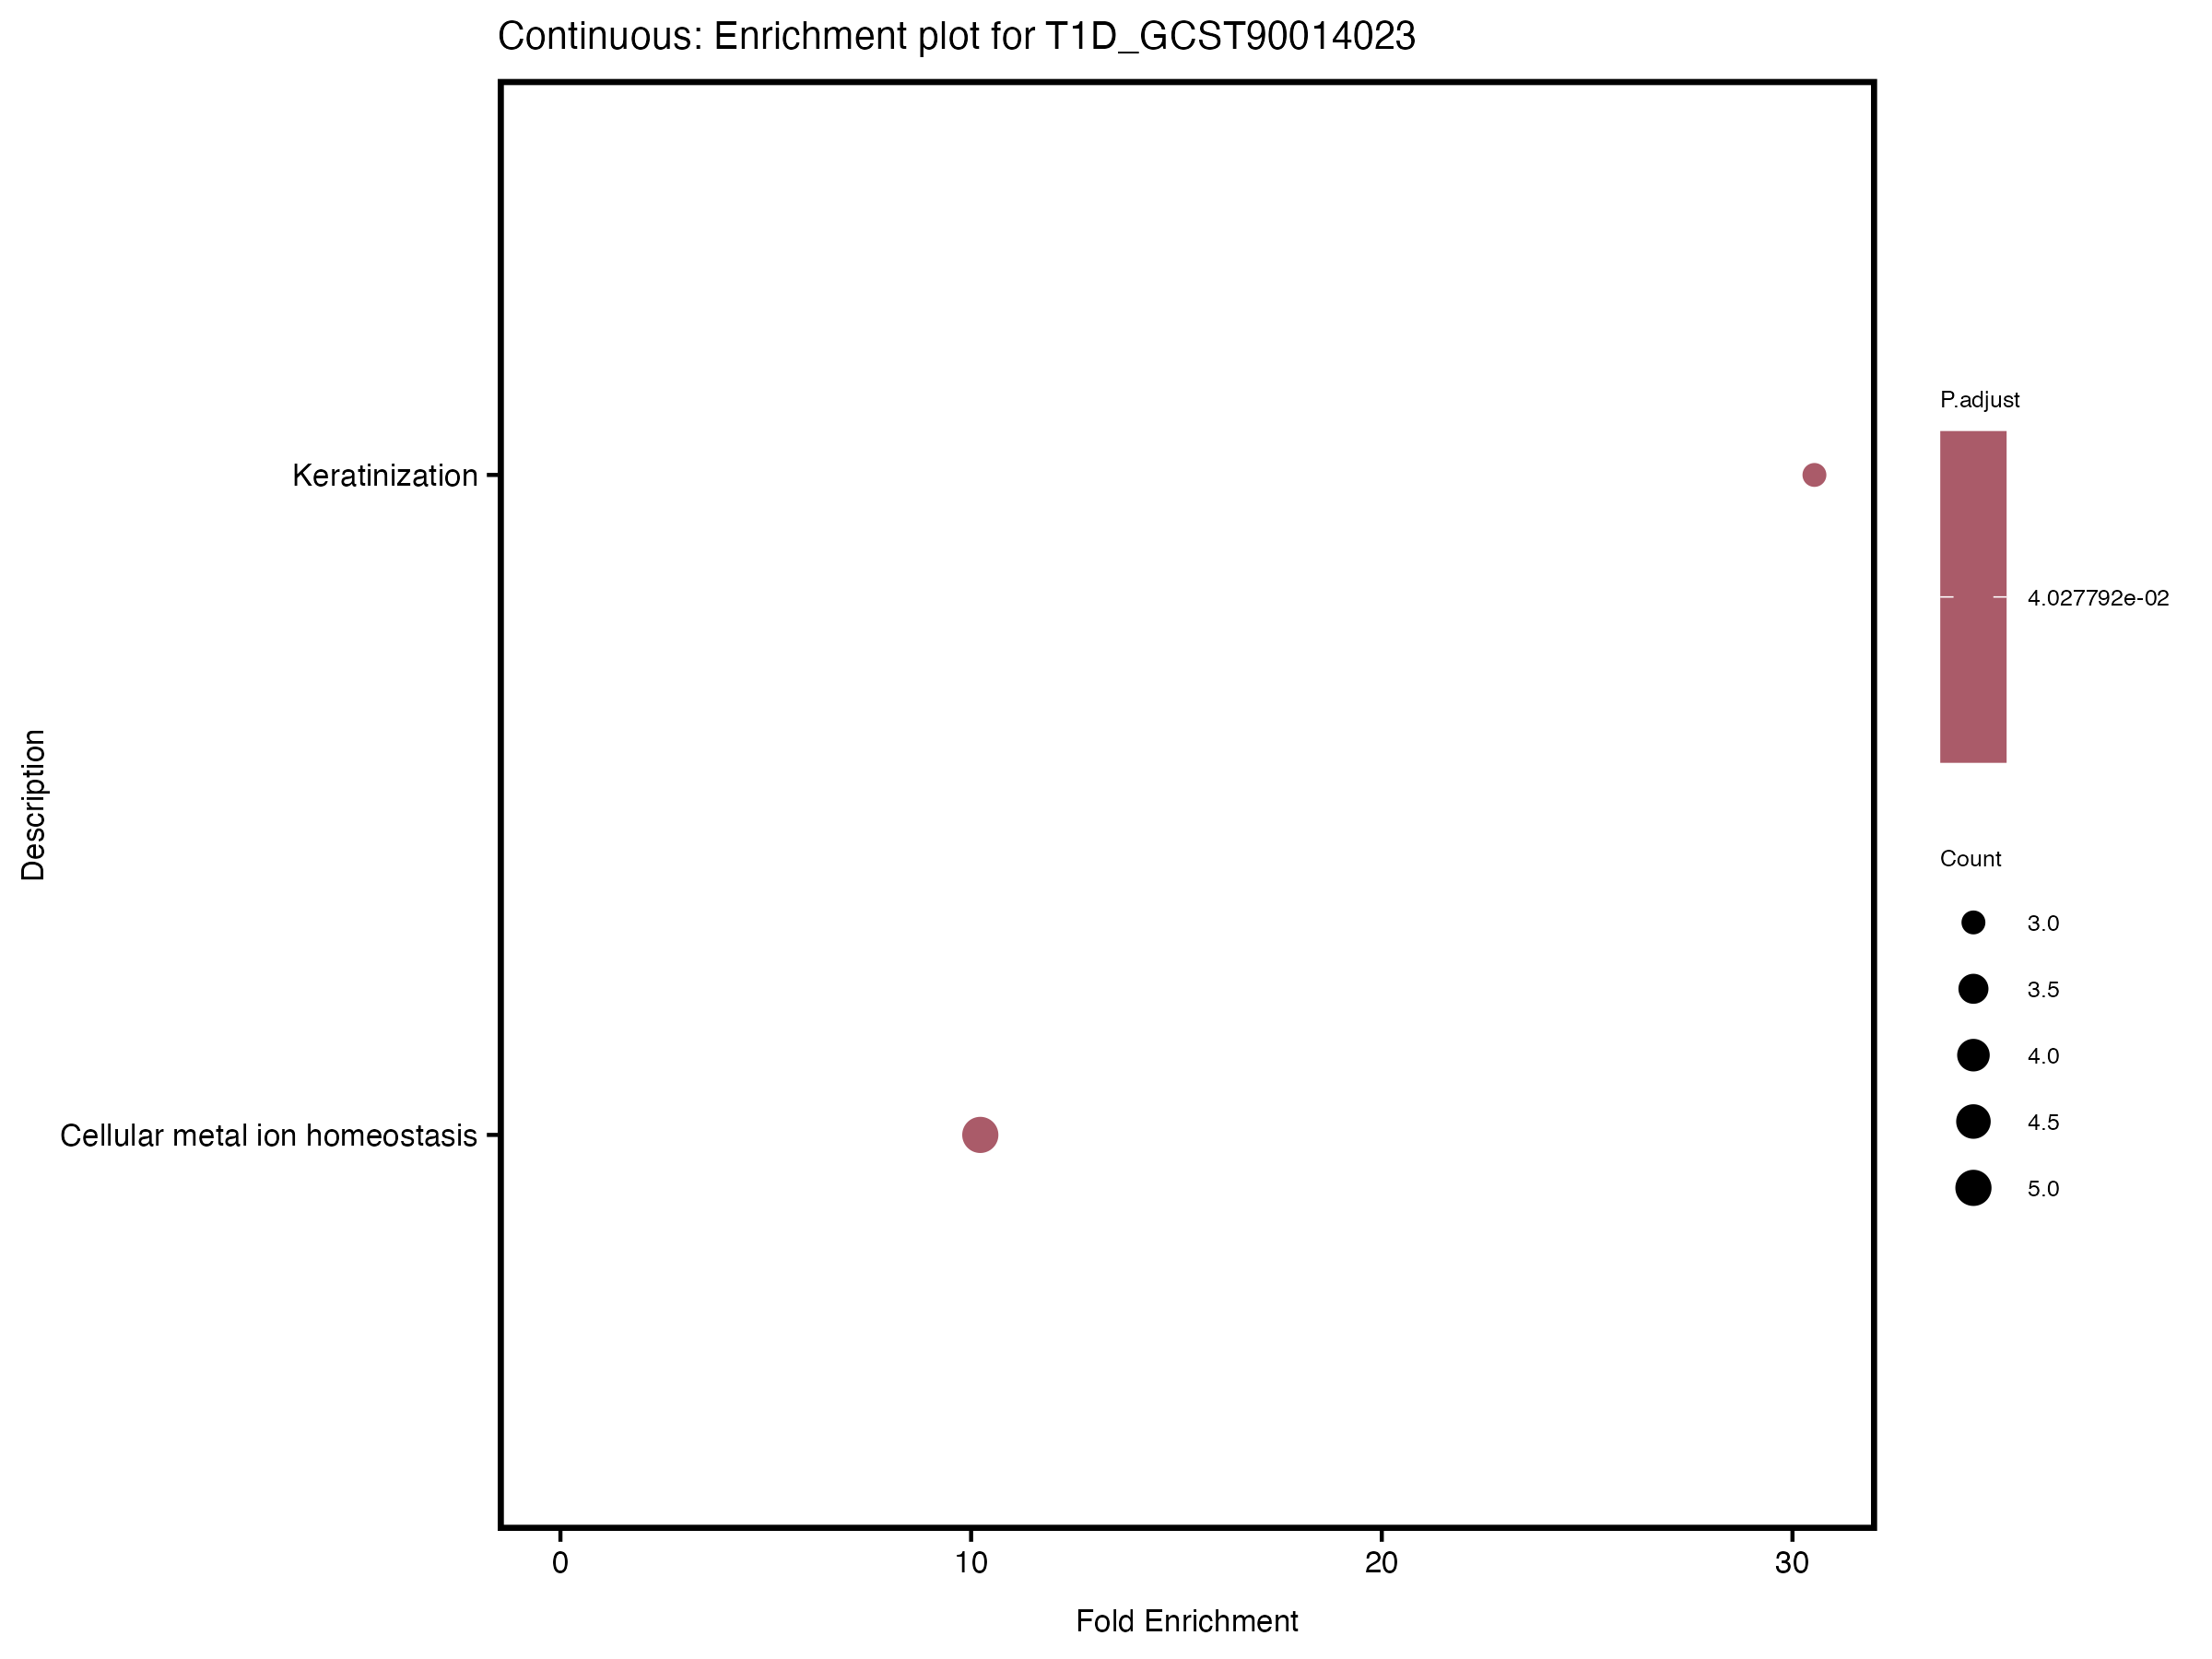 Continuous: Enrichment plot for T1D_GCST90014023
Description
Keratinization
Cellular metal ion homeostasis
0 10 20 30
Fold Enrichment
P.adjust
4.027792e-02
Count
3.0
3.5
4.0
4.5
5.0